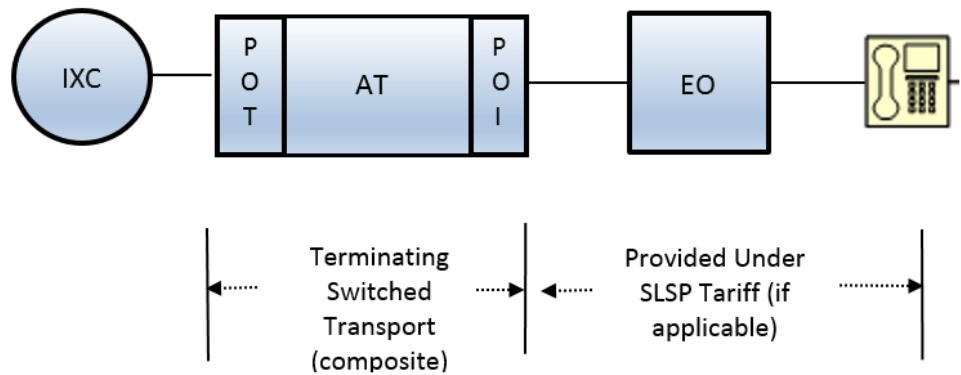 IXC
P
O
T
AT
P
O
I
EO
Terminating
Switched
Transport
(composite)
Provided Under
SLSP Tariff (if
applicable)